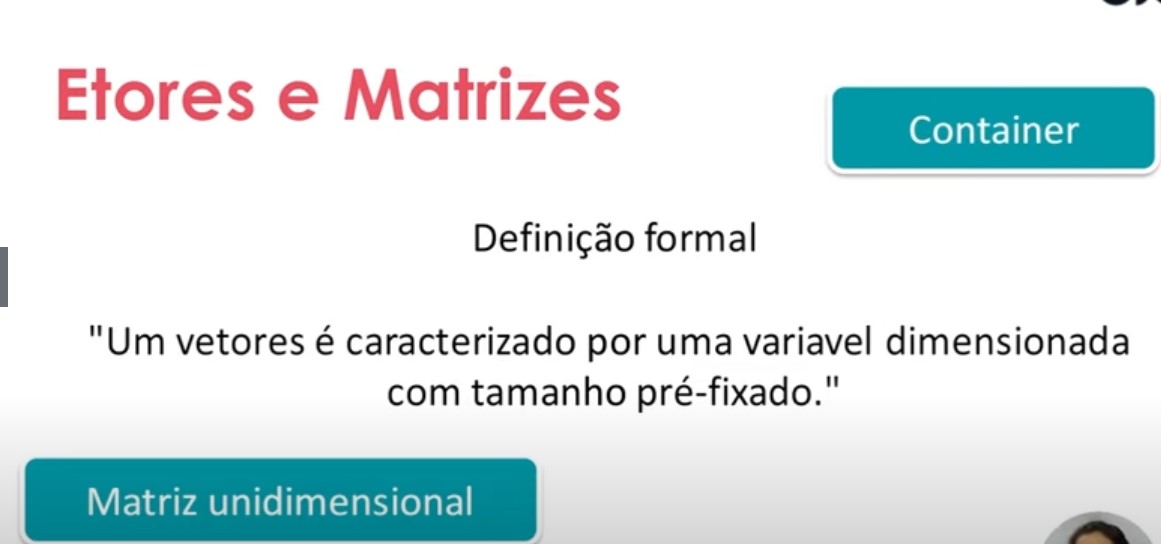 Etores e Matrizes
Container
Definição formal
"Um vetores é caracterizado por uma variavel dimensionada
com tamanho pré-fixado."
Matriz unidimensional